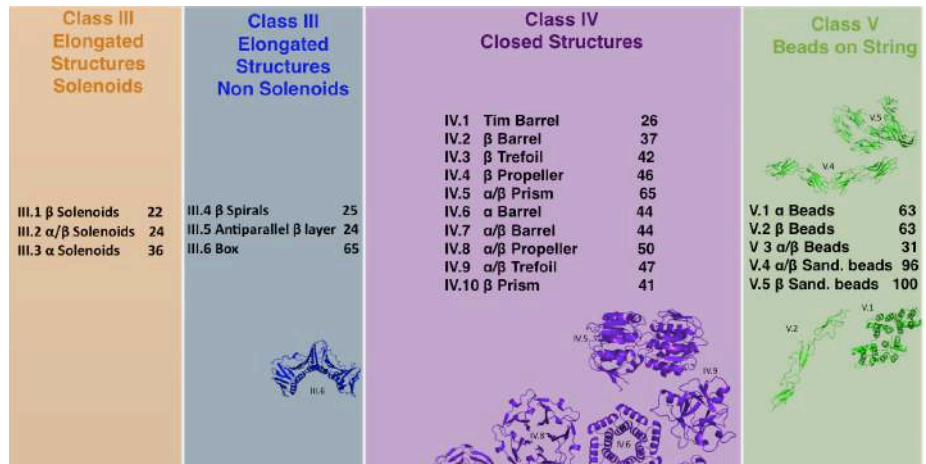 Class III
Elongated
Structures
Solenoids
III.1 β Solenoids 22
III.2 α/β Solenoids 24
III.3 α Solenoids 36
Class III
Elongated
Structures
Non Solenoids
III.4 β Spirals 25
III.5 Antiparallel β layer 24
III.6 Box 65
III.6
Class IV
Closed Structures
IV.1 Tim Barrel 26
IV.2 β Barrel 37
IV.3 β Trefoil 42
IV.4 β Propeller 46
IV.5 α/β Prism 65
IV.6 α Barrel 44
IV.7 α/β Barrel 44
IV.8 α/β Propeller 50
IV.9 α/β Trefoil 47
IV.10 β Prism 41
IV.5
IV.9
IV.8
IV.6
Class V
Beads on String
V.5
V.4
V.1 α Beads 63
V.2 β Beads 63
V 3 α/β Beads 31
V.4 α/β Sand. beads 96
V.5 β Sand. beads 100
V.1
V.2